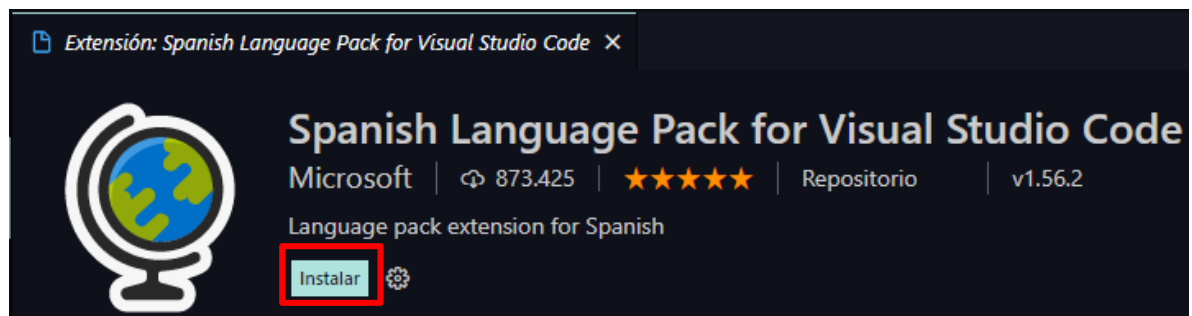 Extensión: Spanish Language Pack for Visual Studio Code
Spanish Language Pack for Visual Studio Code
Microsoft 873.425 Repositorio v1.56.2
Language pack extension for Spanish
Instalar